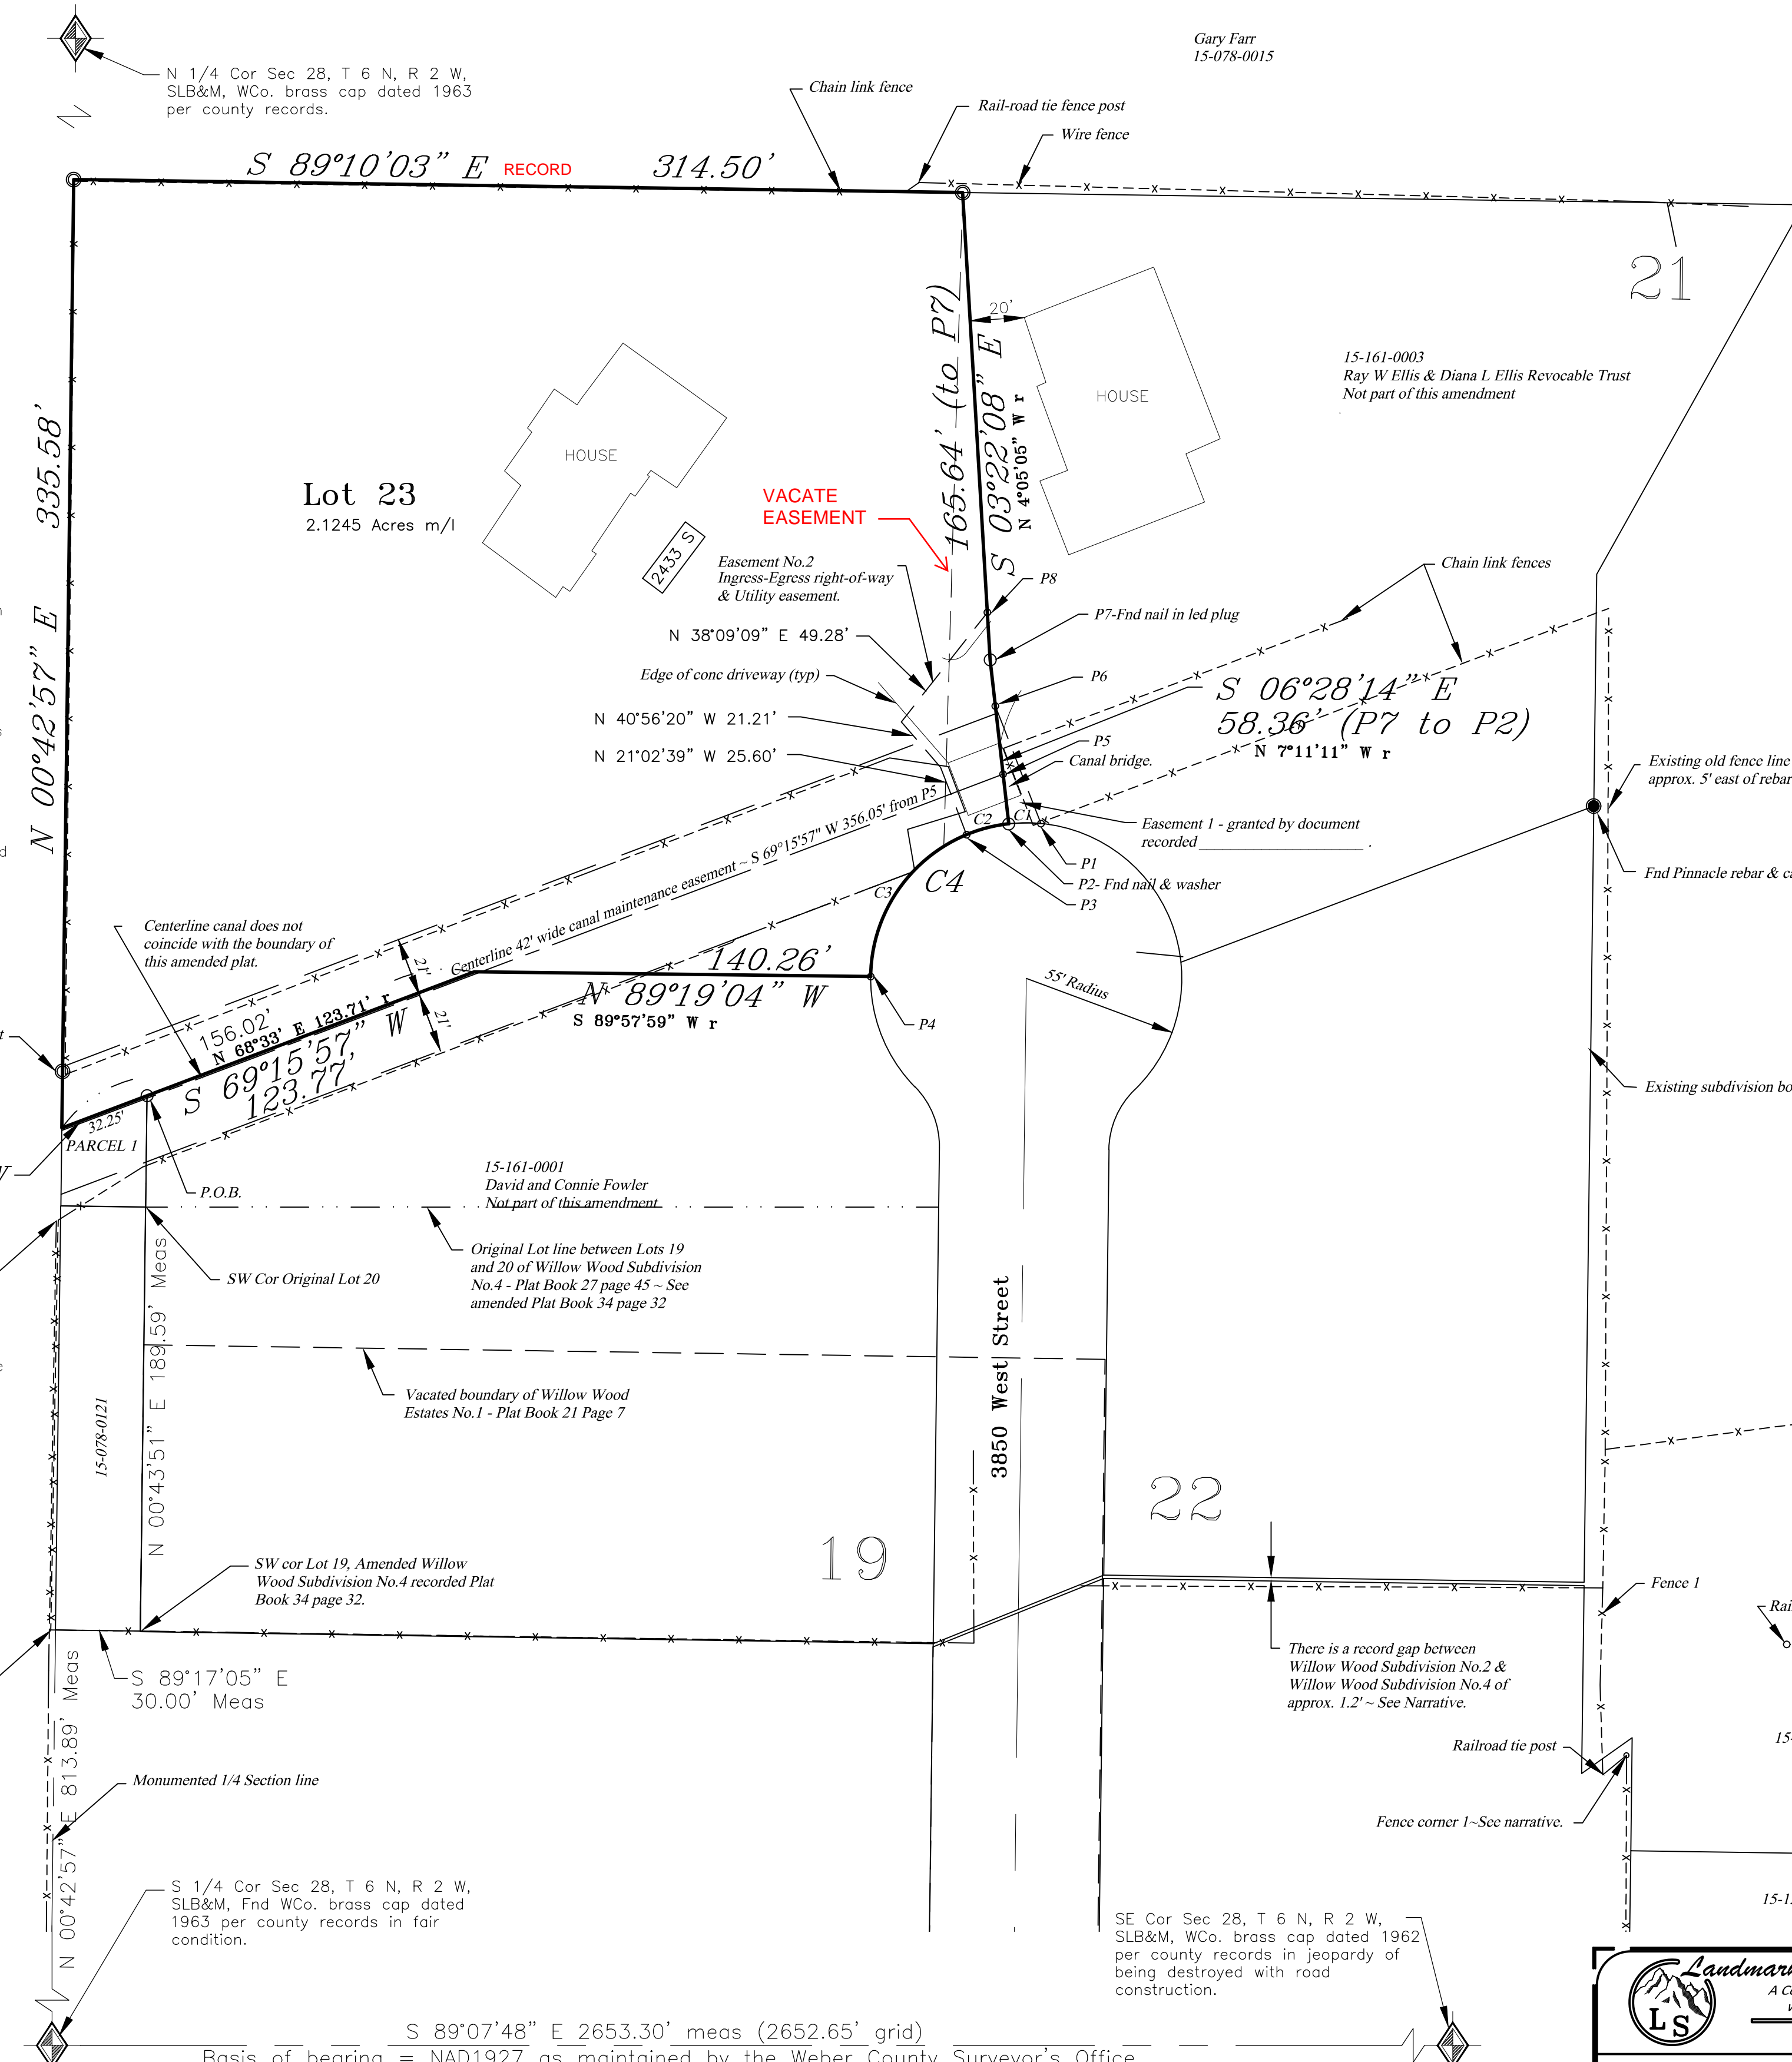 Gary Farr
15-078-0015
N 1/4 Cor Sec 28, T 6 N, R 2 W,
SLB&M, WCo. brass cap dated 1963
per county records.
Chain link fence
Rail-road tie fence post
Wire fence
S 89°10'03" E RECORD 314.50'
21
20'
HOUSE
15-161-0003
Ray W Ellis & Diana L Ellis Revocable Trust
Not part of this amendment
HOUSE
Lot 23
2.1245 Acres m/l
2433 S
N 00°42'57" E 335.58'
165.64' (to P7)
S 03°22'08" E
N 4°05'05" W r
VACATE
EASEMENT
Easement No.2
Ingress-Egress right-of-way
& Utility easement.
P8
Chain link fences
P7-Fnd nail in led plug
N 38°09'09" E 49.28'
Edge of conc driveway (typ)
P6
S 06°28'14" E
58.36' (P7 to P2)
N 7°11'11" W r
N 40°56'20" W 21.21'
N 21°02'39" W 25.60'
P5
Canal bridge.
Existing old fence line
approx. 5' east of rebar
C2
C1
Easement 1 - granted by document
recorded ____________________ .
P1
P2- Fnd nail & washer
P3
C3
C4
Fnd Pinnacle rebar & c
Centerline 42' wide canal maintenance easement ~ S 69°15'57" W 356.05' from P5
Centerline canal does not
coincide with the boundary of
this amended plat.
21'
21'
140.26'
N 89°19'04" W
S 89°57'59" W r
55' Radius
P4
156.02'
N 68°33' E 123.71' r
S 69°15'57" W
123.77'
32.25'
PARCEL 1
P.O.B.
Existing subdivision bo
15-161-0001
David and Connie Fowler
Not part of this amendment
SW Cor Original Lot 20
Original Lot line between Lots 19
and 20 of Willow Wood Subdivision
No.4 - Plat Book 27 page 45 ~ See
amended Plat Book 34 page 32
Vacated boundary of Willow Wood
Estates No.1 - Plat Book 21 Page 7
15-078-0121
N 00°43'51" E 189.59' Meas
3850 West Street
22
19
SW cor Lot 19, Amended Willow
Wood Subdivision No.4 recorded Plat
Book 34 page 32.
Fence 1
Rai
S 89°17'05" E
30.00' Meas
There is a record gap between
Willow Wood Subdivision No.2 &
Willow Wood Subdivision No.4 of
approx. 1.2' ~ See Narrative.
Railroad tie post
15-
N 00°42'57" E 813.89' Meas
Monumented 1/4 Section line
Fence corner 1~See narrative.
S 1/4 Cor Sec 28, T 6 N, R 2 W,
SLB&M, Fnd WCo. brass cap dated
1963 per county records in fair
condition.
SE Cor Sec 28, T 6 N, R 2 W,
SLB&M, WCo. brass cap dated 1962
per county records in jeopardy of
being destroyed with road
construction.
15-1
Landmar
A C
LS
S 89°07'48" E 2653.30' meas (2652.65' grid)
Basis of bearing = NAD1927 as maintained by the Weber County Surveyor's Office